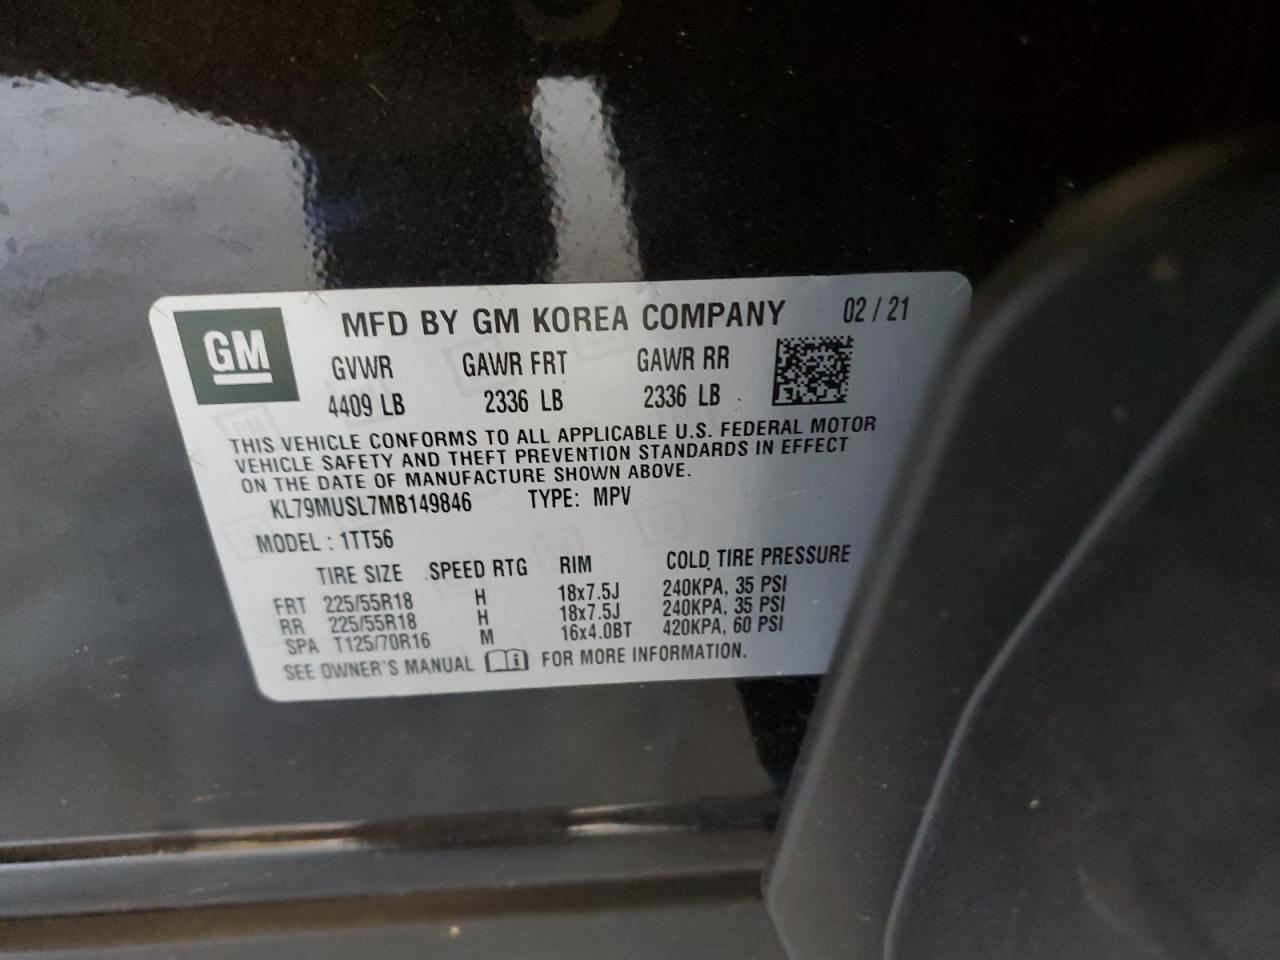 GM MFD BY GM KOREA COMPANY 02 / 21
GVWR GAWR FRT GAWR RR
4409 LB 2336 LB 2336 LB
THIS VEHICLE CONFORMS TO ALL APPLICABLE U.S. FEDERAL MOTOR
VEHICLE SAFETY AND THEFT PREVENTION STANDARDS IN EFFECT
ON THE DATE OF MANUFACTURE SHOWN ABOVE.
KL79MUSL7MB149846 TYPE: MPV
MODEL : 1TT56
TIRE SIZE SPEED RTG RIM COLD TIRE PRESSURE
FRT 225/55R18 H 18x7.5J 240KPA, 35 PSI
RR 225/55R18 H 18x7.5J 240KPA, 35 PSI
SPA T125/70R16 M 16x4.0BT 420KPA, 60 PSI
SEE OWNER'S MANUAL i FOR MORE INFORMATION.